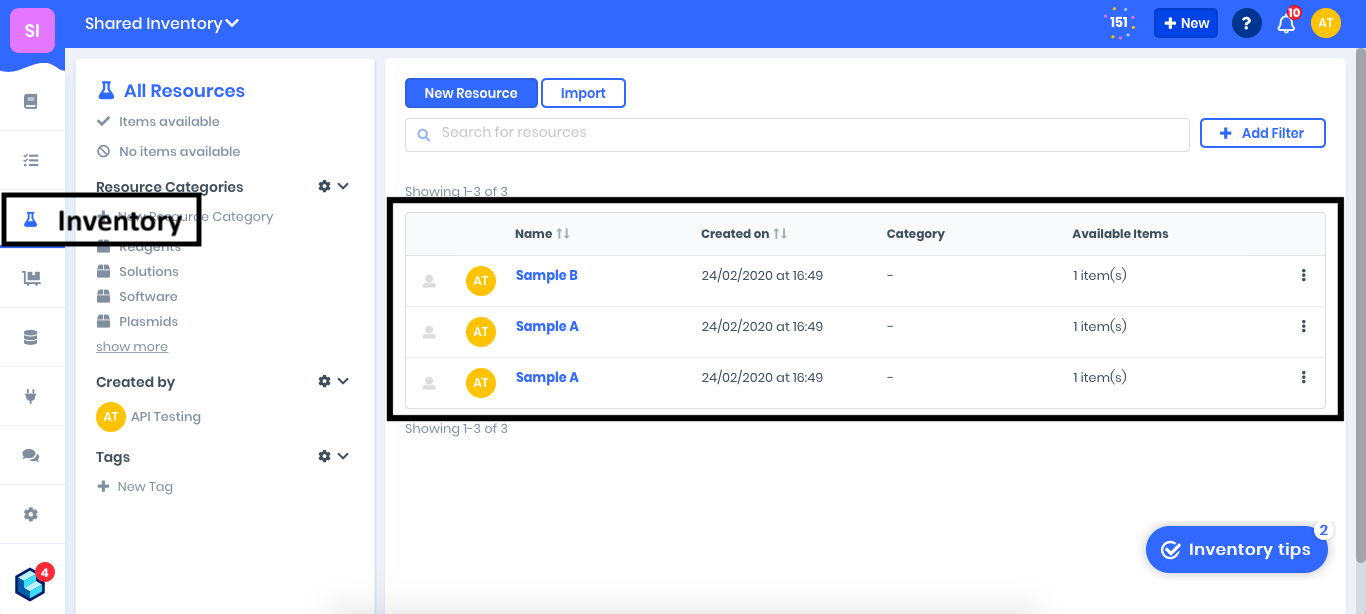 SI
Shared Inventory
151
+ New
?
10
AT
All Resources
Items available
No items available
Resource Categories
New Resource Category
Inventory
Reagents
Solutions
Software
Plasmids
show more
Created by
AT API Testing
Tags
+ New Tag
4
New Resource Import
Search for resources
+ Add Filter
Showing 1-3 of 3
Name Created on Category Available Items
AT Sample B 24/02/2020 at 16:49 - 1 item(s)
AT Sample A 24/02/2020 at 16:49 - 1 item(s)
AT Sample A 24/02/2020 at 16:49 - 1 item(s)
Showing 1-3 of 3
2
Inventory tips